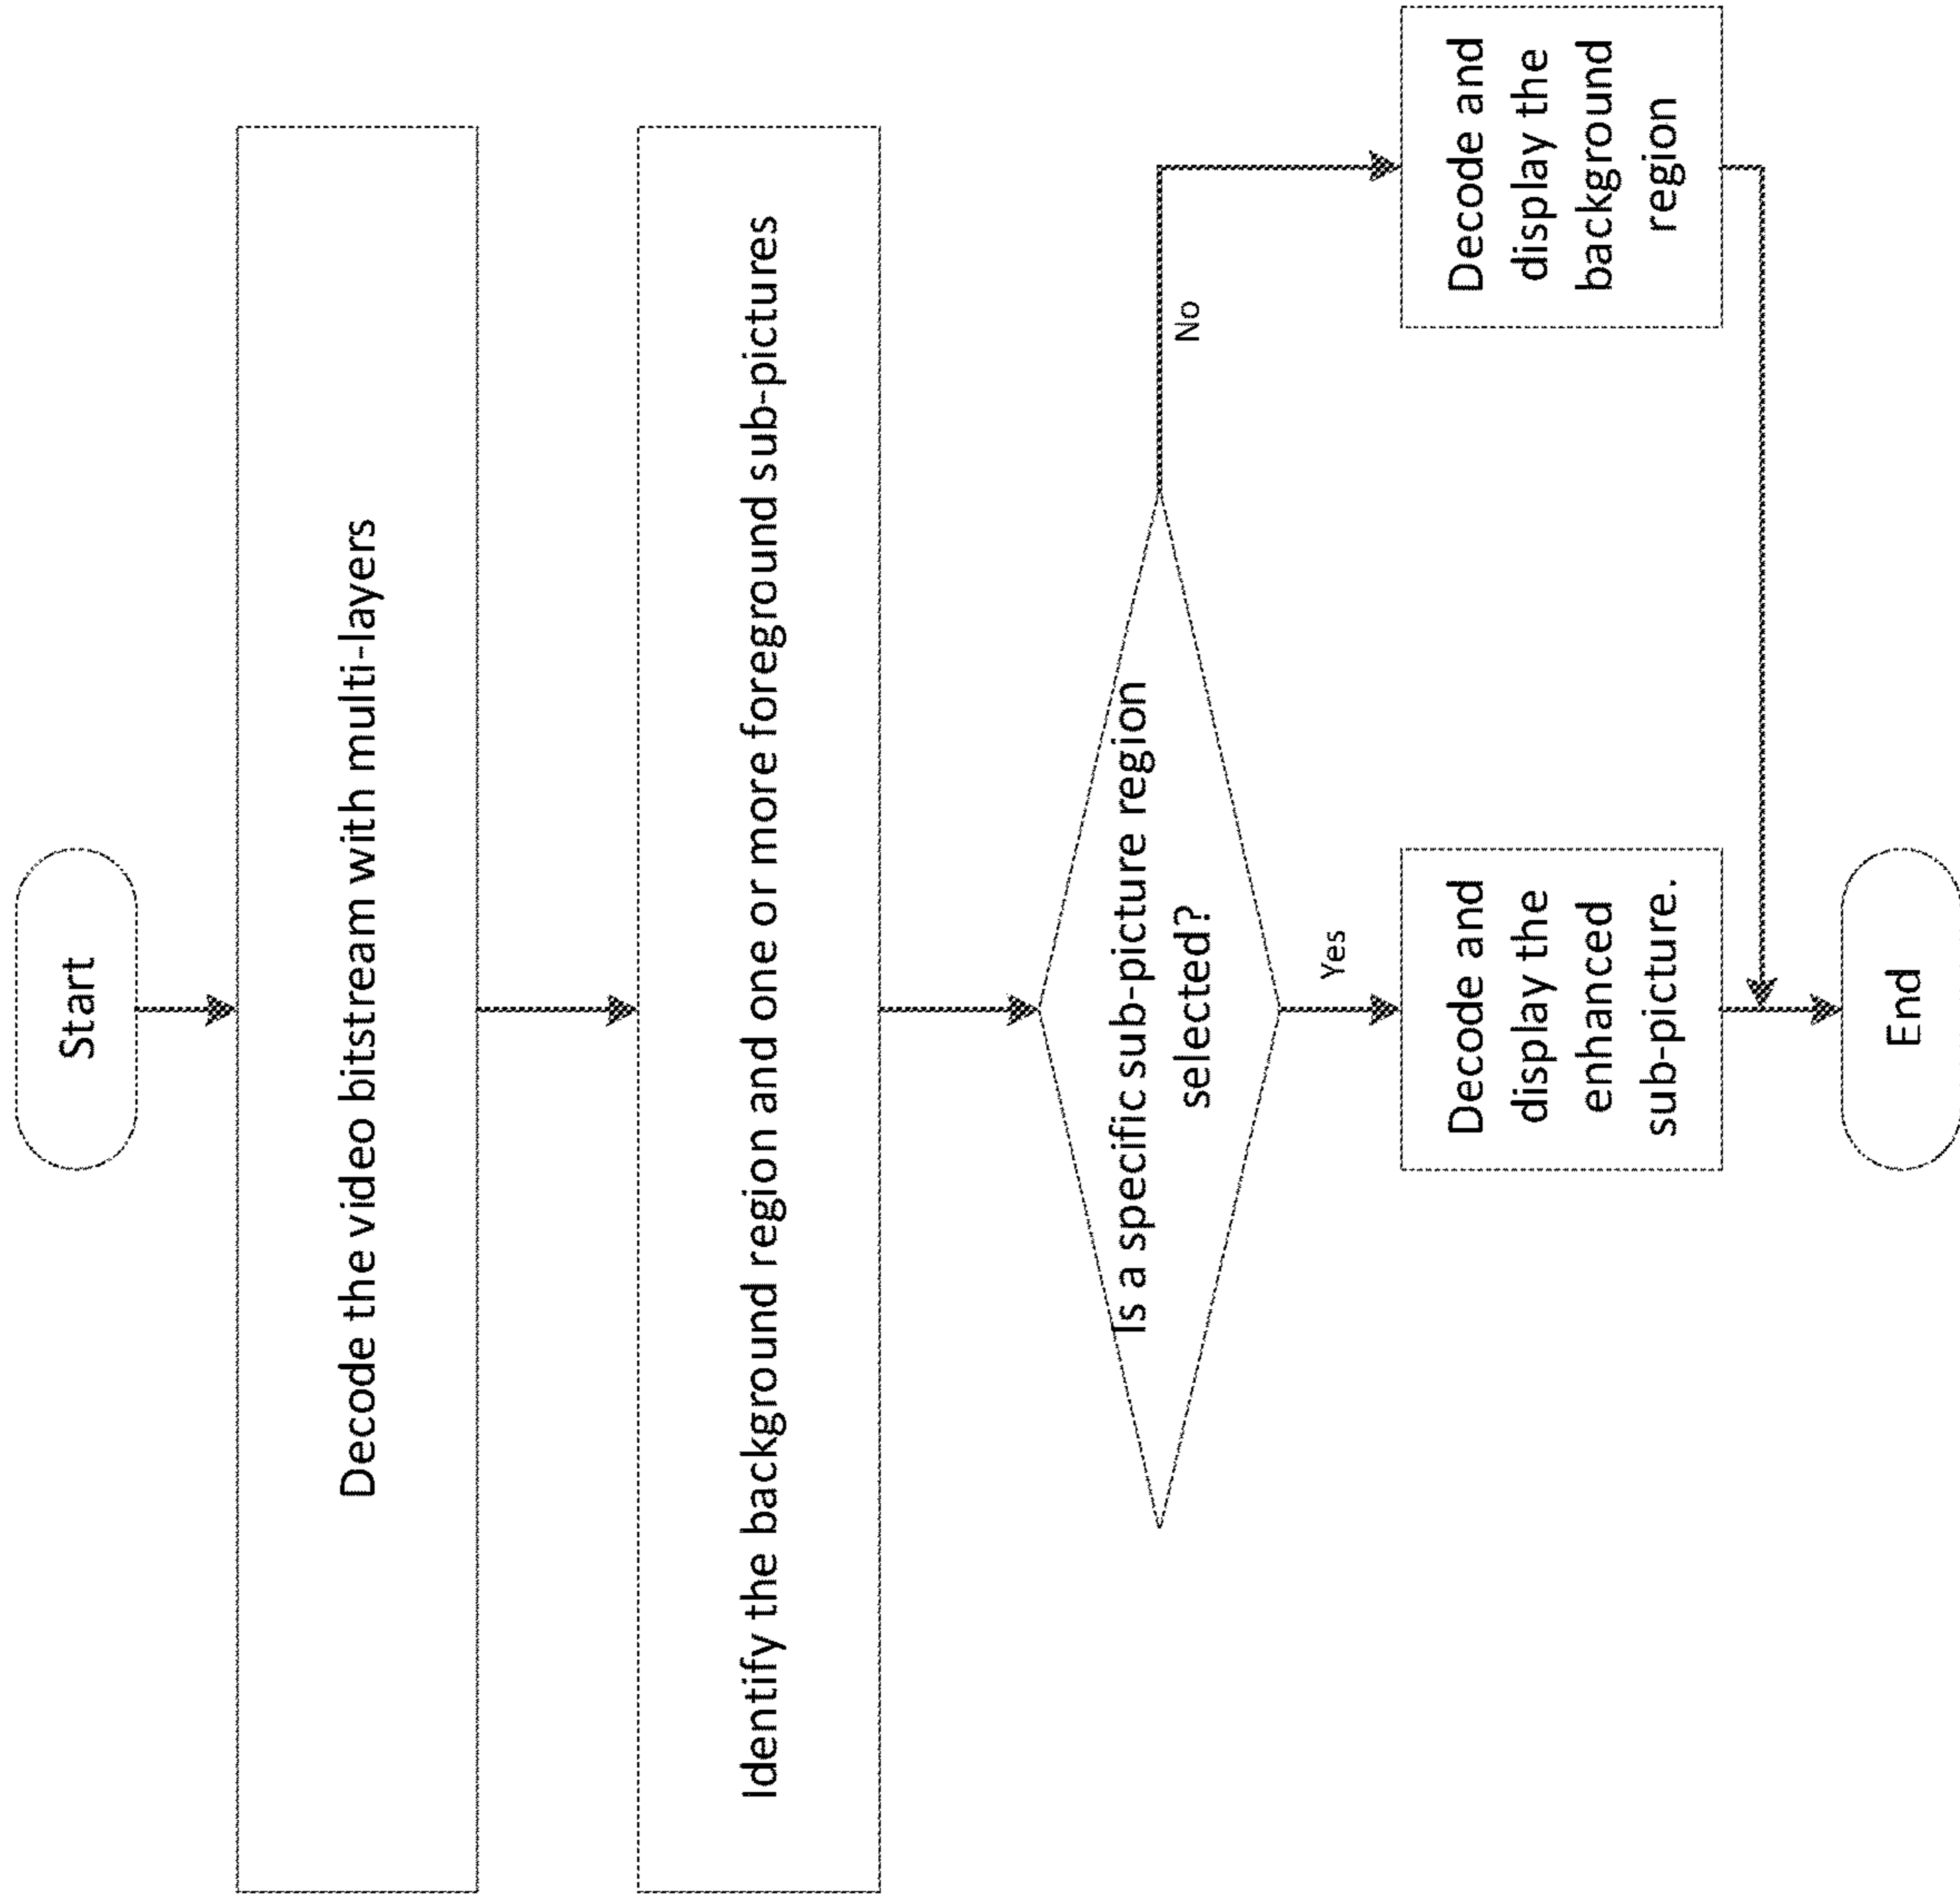 Start
Decode the video bitstream with multi-layers
Identify the background region and one or more foreground sub-pictures
Is a specific sub-picture region
selected?
No
Yes
Decode and
display the
enhanced
sub-picture.
Decode and
display the
background
region
End